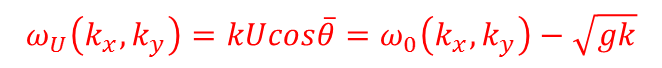 ω_U(k_x, k_y) = kUcosθ̄ = ω_0(k_x, k_y) − √gk